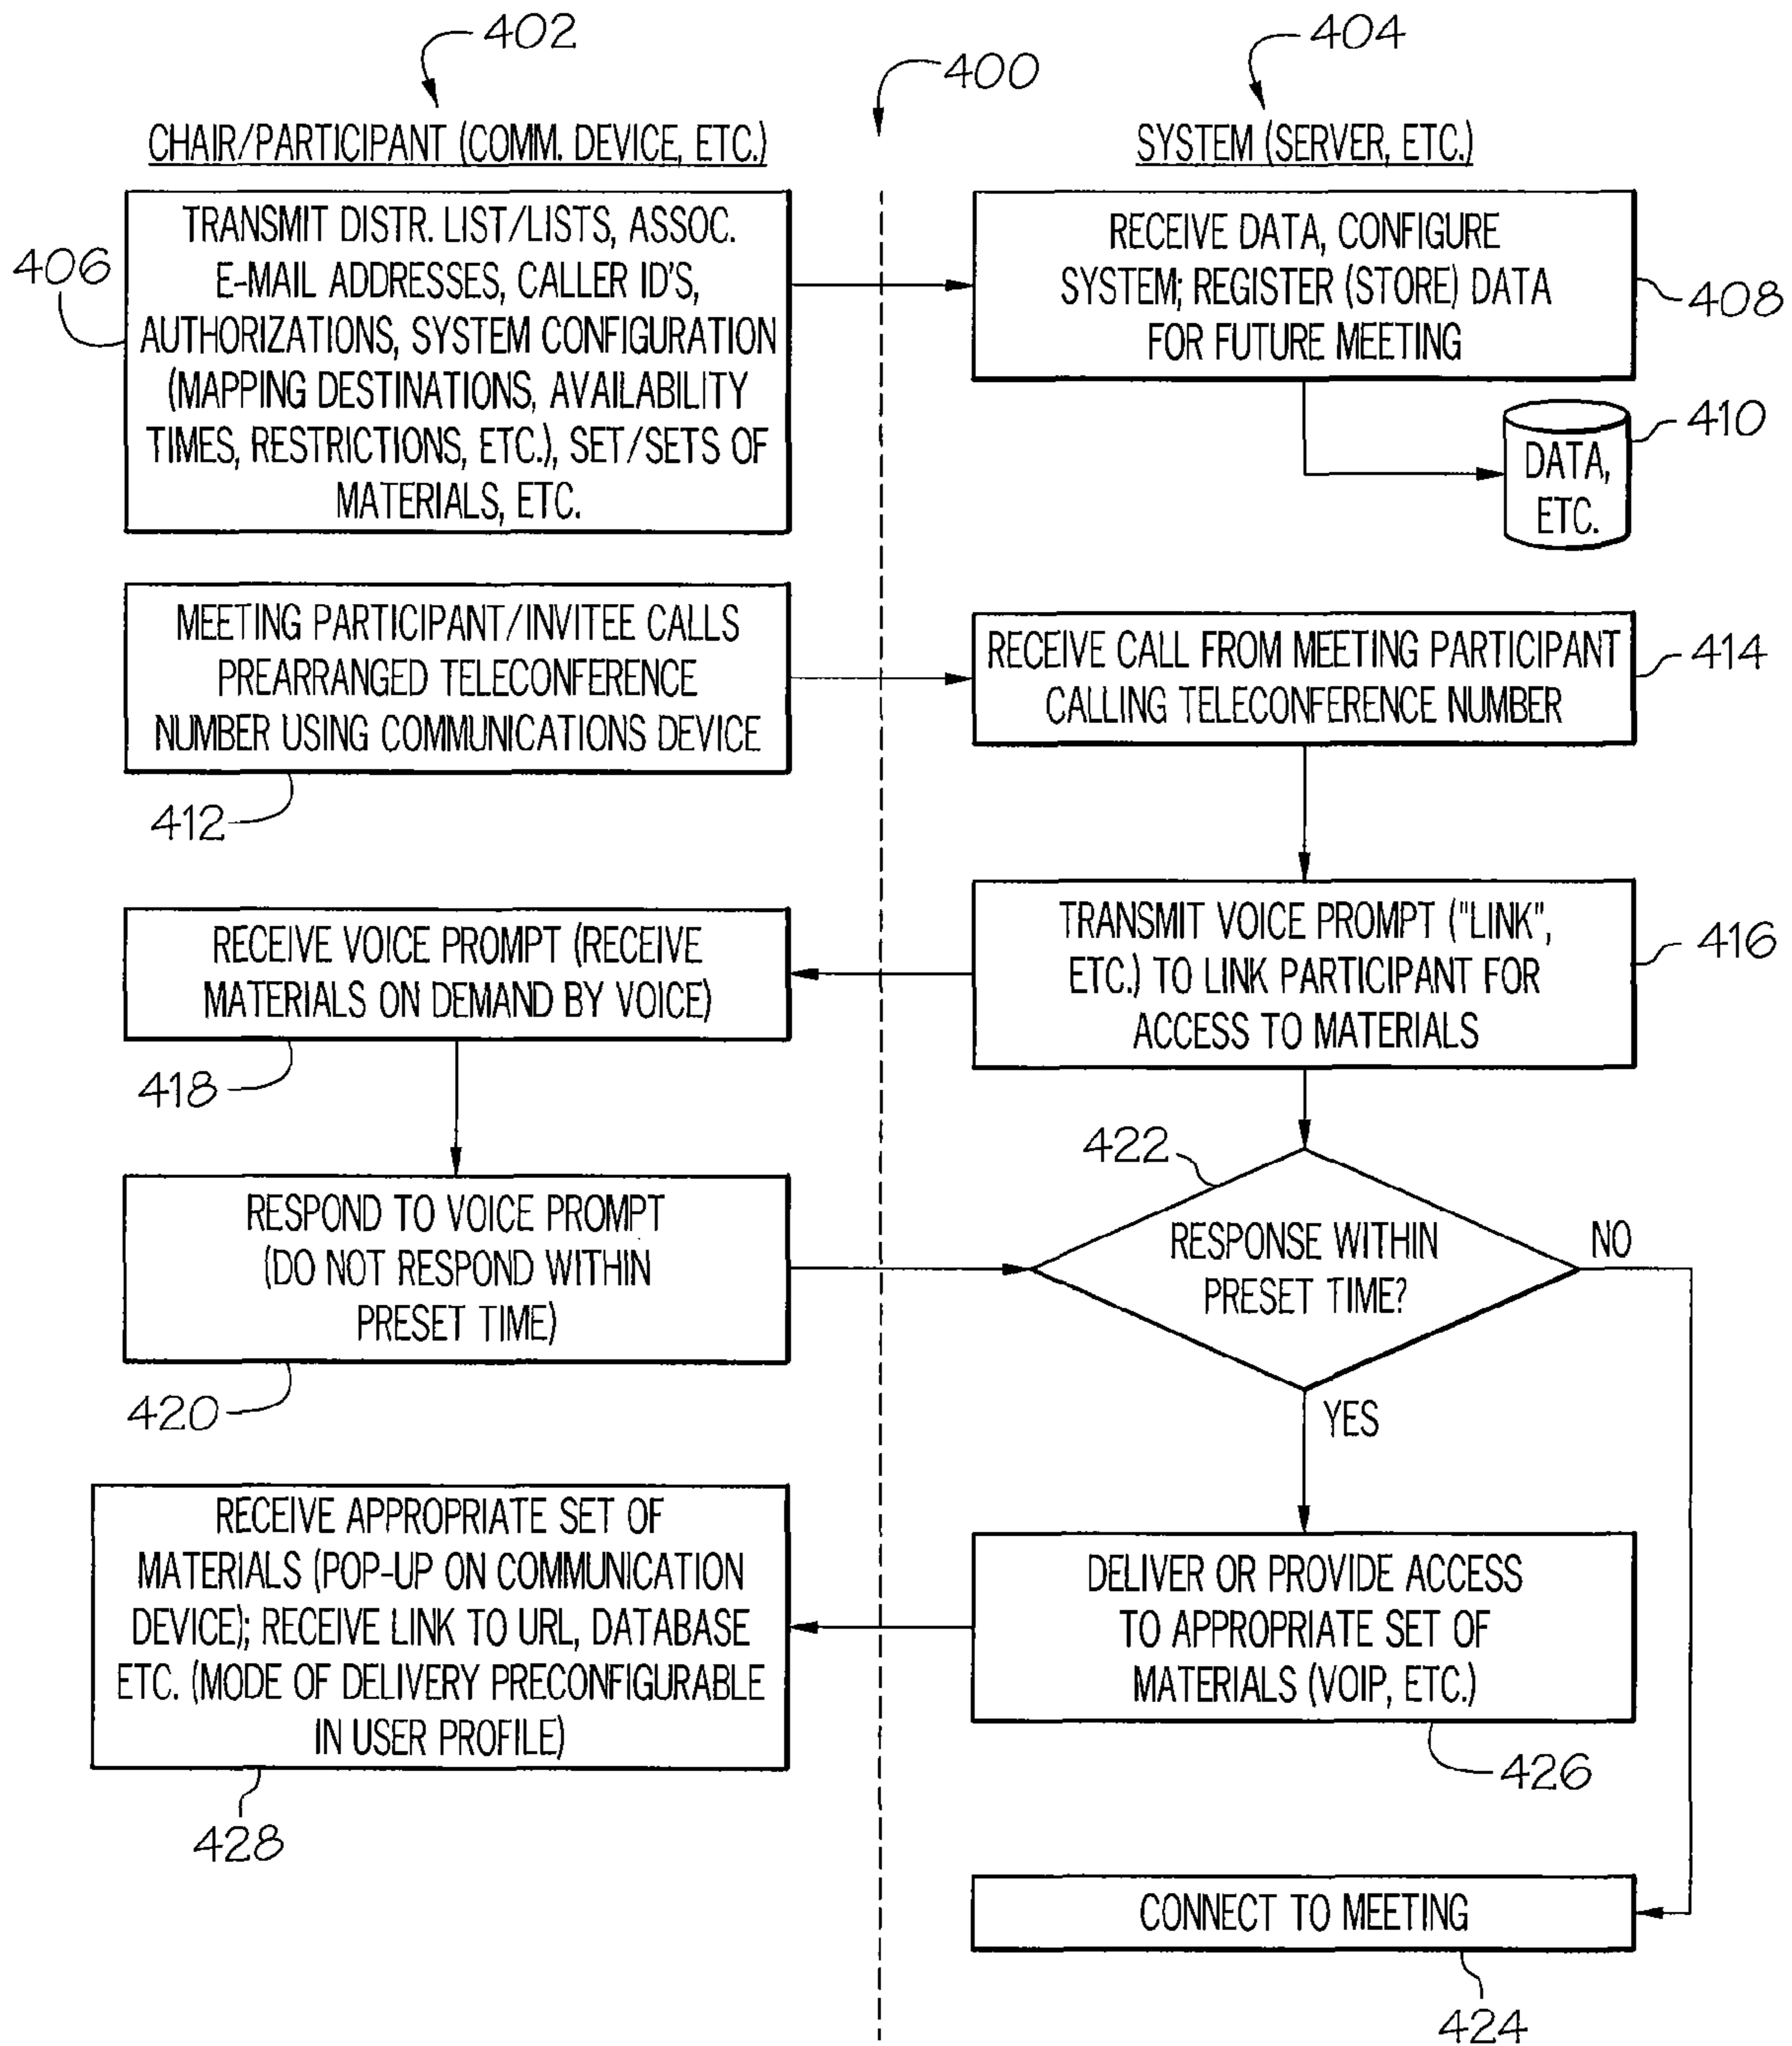 402
400
404
CHAIR/PARTICIPANT (COMM. DEVICE, ETC.)
SYSTEM (SERVER, ETC.)
406
TRANSMIT DISTR. LIST/LISTS, ASSOC.
E-MAIL ADDRESSES, CALLER ID'S,
AUTHORIZATIONS, SYSTEM CONFIGURATION
(MAPPING DESTINATIONS, AVAILABILITY
TIMES, RESTRICTIONS, ETC.), SET/SETS OF
MATERIALS, ETC.
RECEIVE DATA, CONFIGURE
SYSTEM; REGISTER (STORE) DATA
FOR FUTURE MEETING
408
410
DATA,
ETC.
MEETING PARTICIPANT/INVITEE CALLS
PREARRANGED TELECONFERENCE
NUMBER USING COMMUNICATIONS DEVICE
412
RECEIVE CALL FROM MEETING PARTICIPANT
CALLING TELECONFERENCE NUMBER
414
TRANSMIT VOICE PROMPT ("LINK",
ETC.) TO LINK PARTICIPANT FOR
ACCESS TO MATERIALS
416
RECEIVE VOICE PROMPT (RECEIVE
MATERIALS ON DEMAND BY VOICE)
418
RESPOND TO VOICE PROMPT
(DO NOT RESPOND WITHIN
PRESET TIME)
420
422
RESPONSE WITHIN
PRESET TIME?
NO
YES
DELIVER OR PROVIDE ACCESS
TO APPROPRIATE SET OF
MATERIALS (VOIP, ETC.)
426
RECEIVE APPROPRIATE SET OF
MATERIALS (POP-UP ON COMMUNICATION
DEVICE); RECEIVE LINK TO URL, DATABASE
ETC. (MODE OF DELIVERY PRECONFIGURABLE
IN USER PROFILE)
428
CONNECT TO MEETING
424